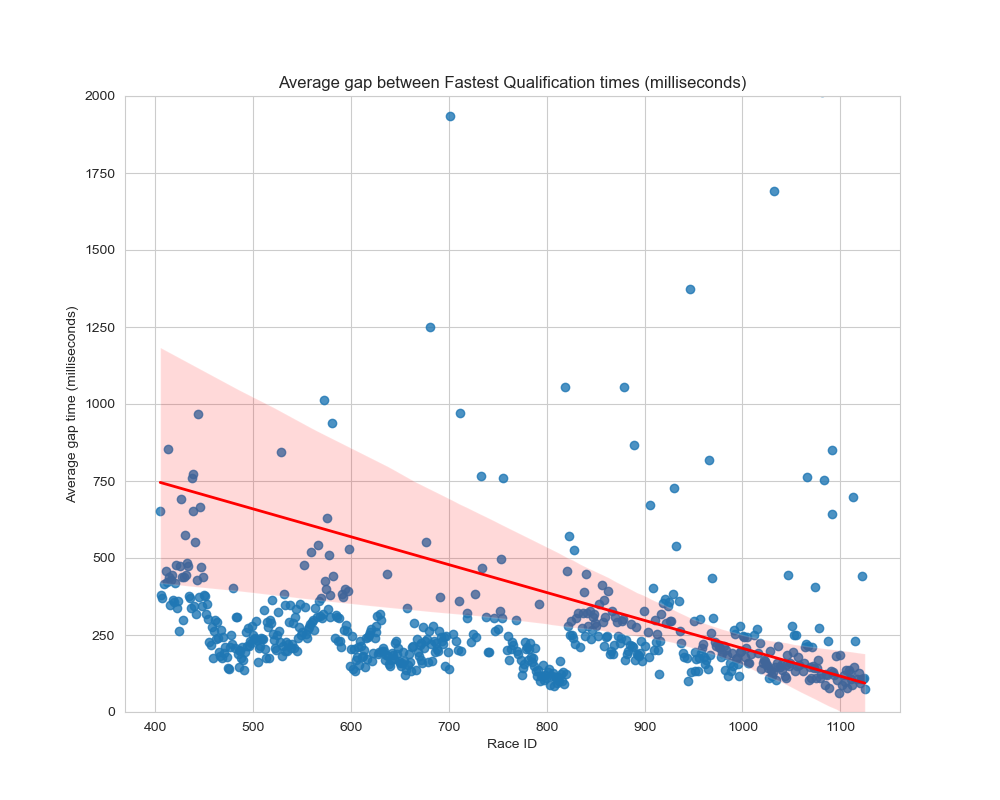 Average gap between Fastest Qualification times (milliseconds)
2000
1750
1500
1250
1000
750
500
250
0
Average gap time (milliseconds)
400 500 600 700 800 900 1000 1100
Race ID